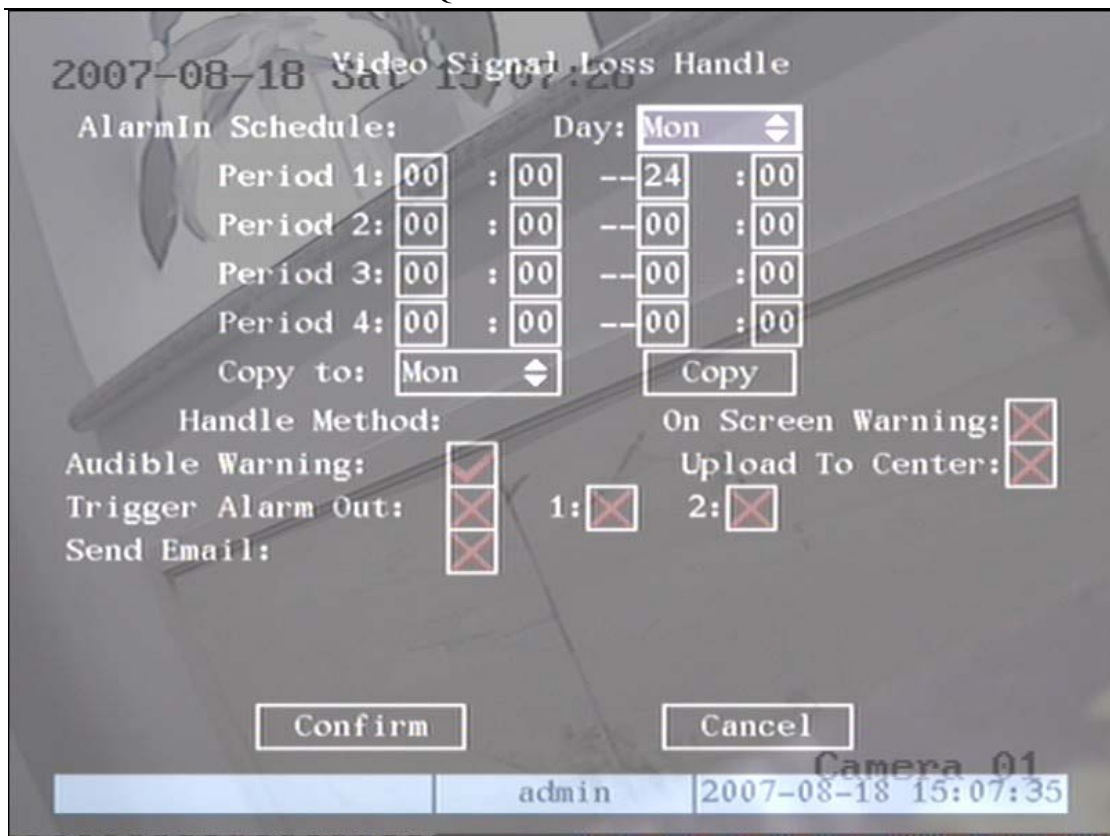 Video Signal Loss Handle
2007-08-18 Sat 15:07:28
AlarmIn Schedule: Day: Mon
Period 1: 00 : 00 --24 : 00
Period 2: 00 : 00 --00 : 00
Period 3: 00 : 00 --00 : 00
Period 4: 00 : 00 --00 : 00
Copy to: Mon Copy
Handle Method: On Screen Warning:
Audible Warning: Upload To Center:
Trigger Alarm Out: 1: 2:
Send Email:
Confirm Cancel
Camera 01
admin 2007-08-18 15:07:35